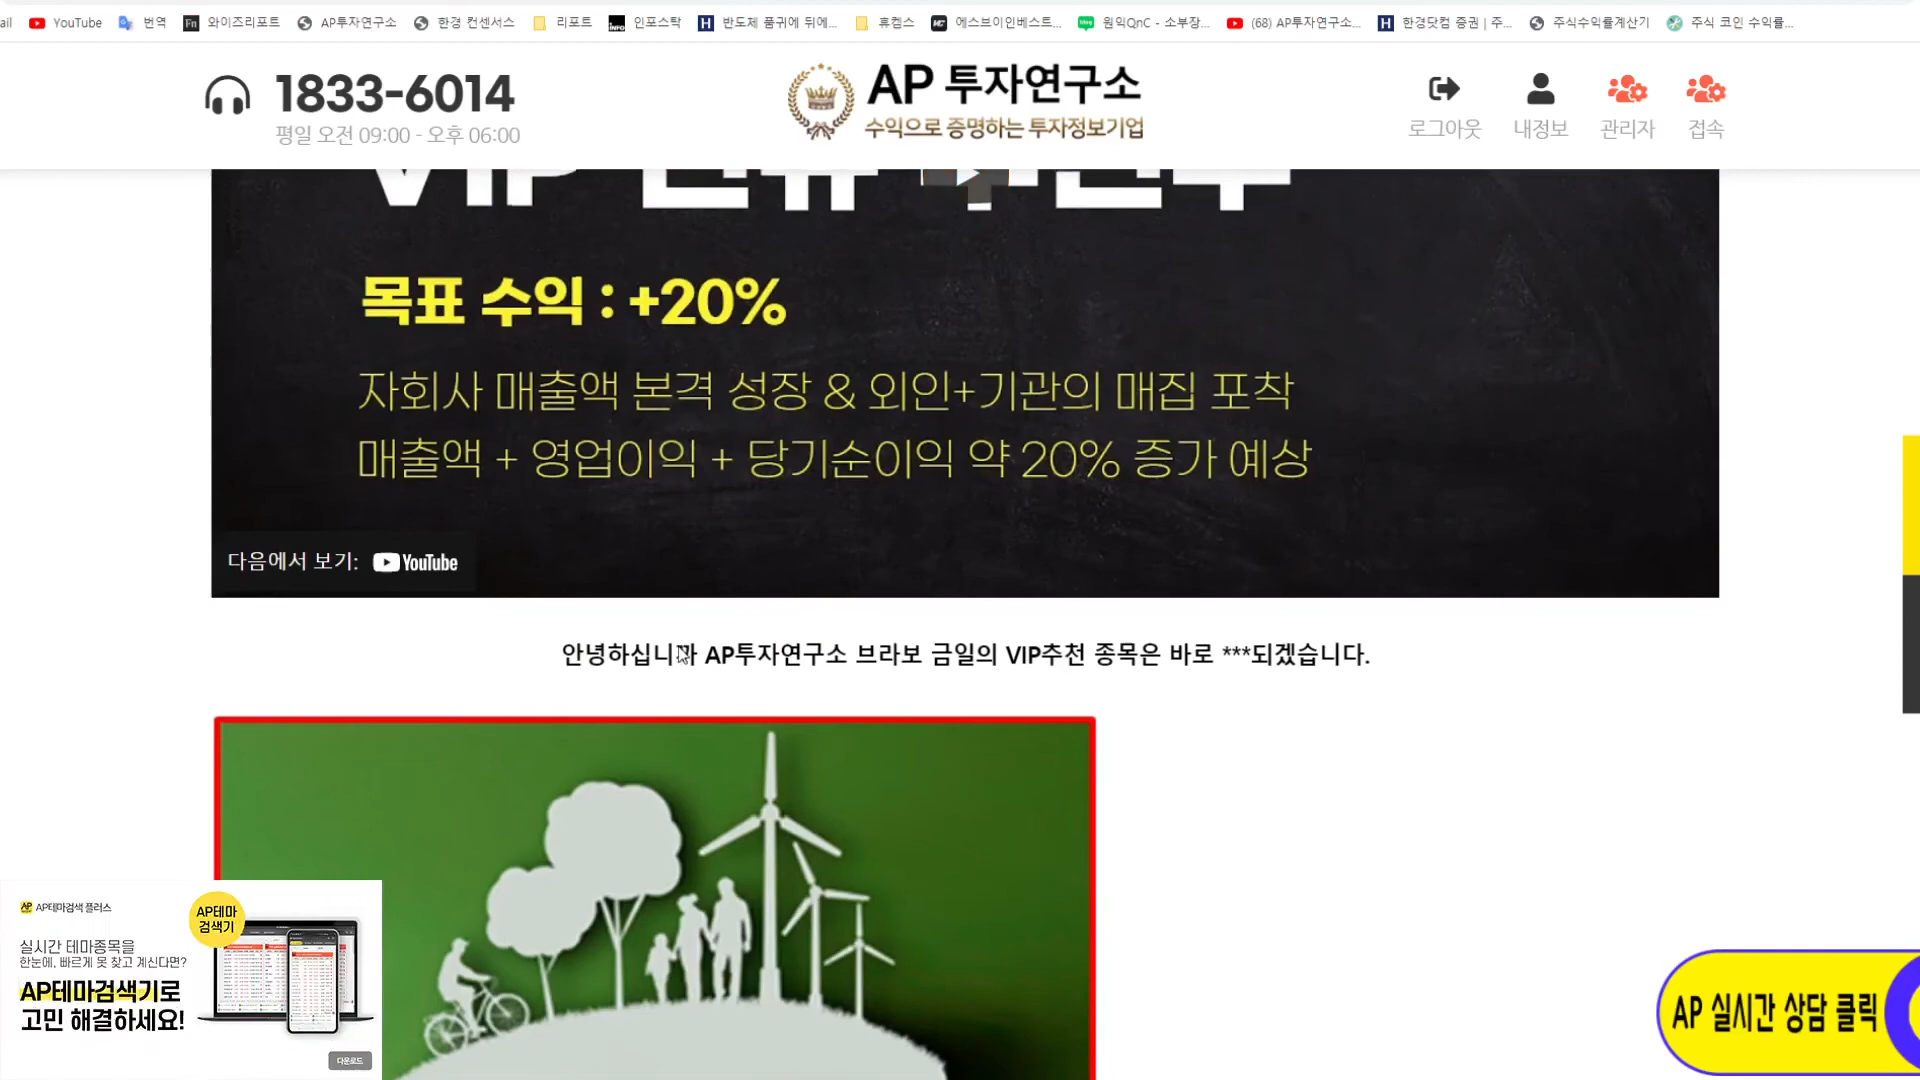 ail YouTube 번역 와이즈리포트 AP투자연구소 한경 컨센서스 리포트 인포스탁 반도체 품귀에 뒤에... 휴컴스 에스브이인베스트... 원익QnC - 소부장... (68) AP투자연구소... 한경닷컴 증권 | 주... 주식수익률계산기 주식 코인 수익률...
1833-6014
평일 오전 09:00 - 오후 06:00
AP 투자연구소
수익으로 증명하는 투자정보기업
로그아웃 내정보 관리자 접속
VIP
목표 수익 : +20%
자회사 매출액 본격 성장 & 외인+기관의 매집 포착
매출액 + 영업이익 + 당기순이익 약 20% 증가 예상
다음에서 보기: YouTube
안녕하십니까 AP투자연구소 브라보 금일의 VIP추천 종목은 바로 ***되겠습니다.
AP AP테마검색 플러스
AP테마
검색기
실시간 테마종목을
한눈에, 빠르게 못 찾고 계신다면?
AP테마검색기로
고민 해결하세요!
다운로드
AP 실시간 상담 클릭